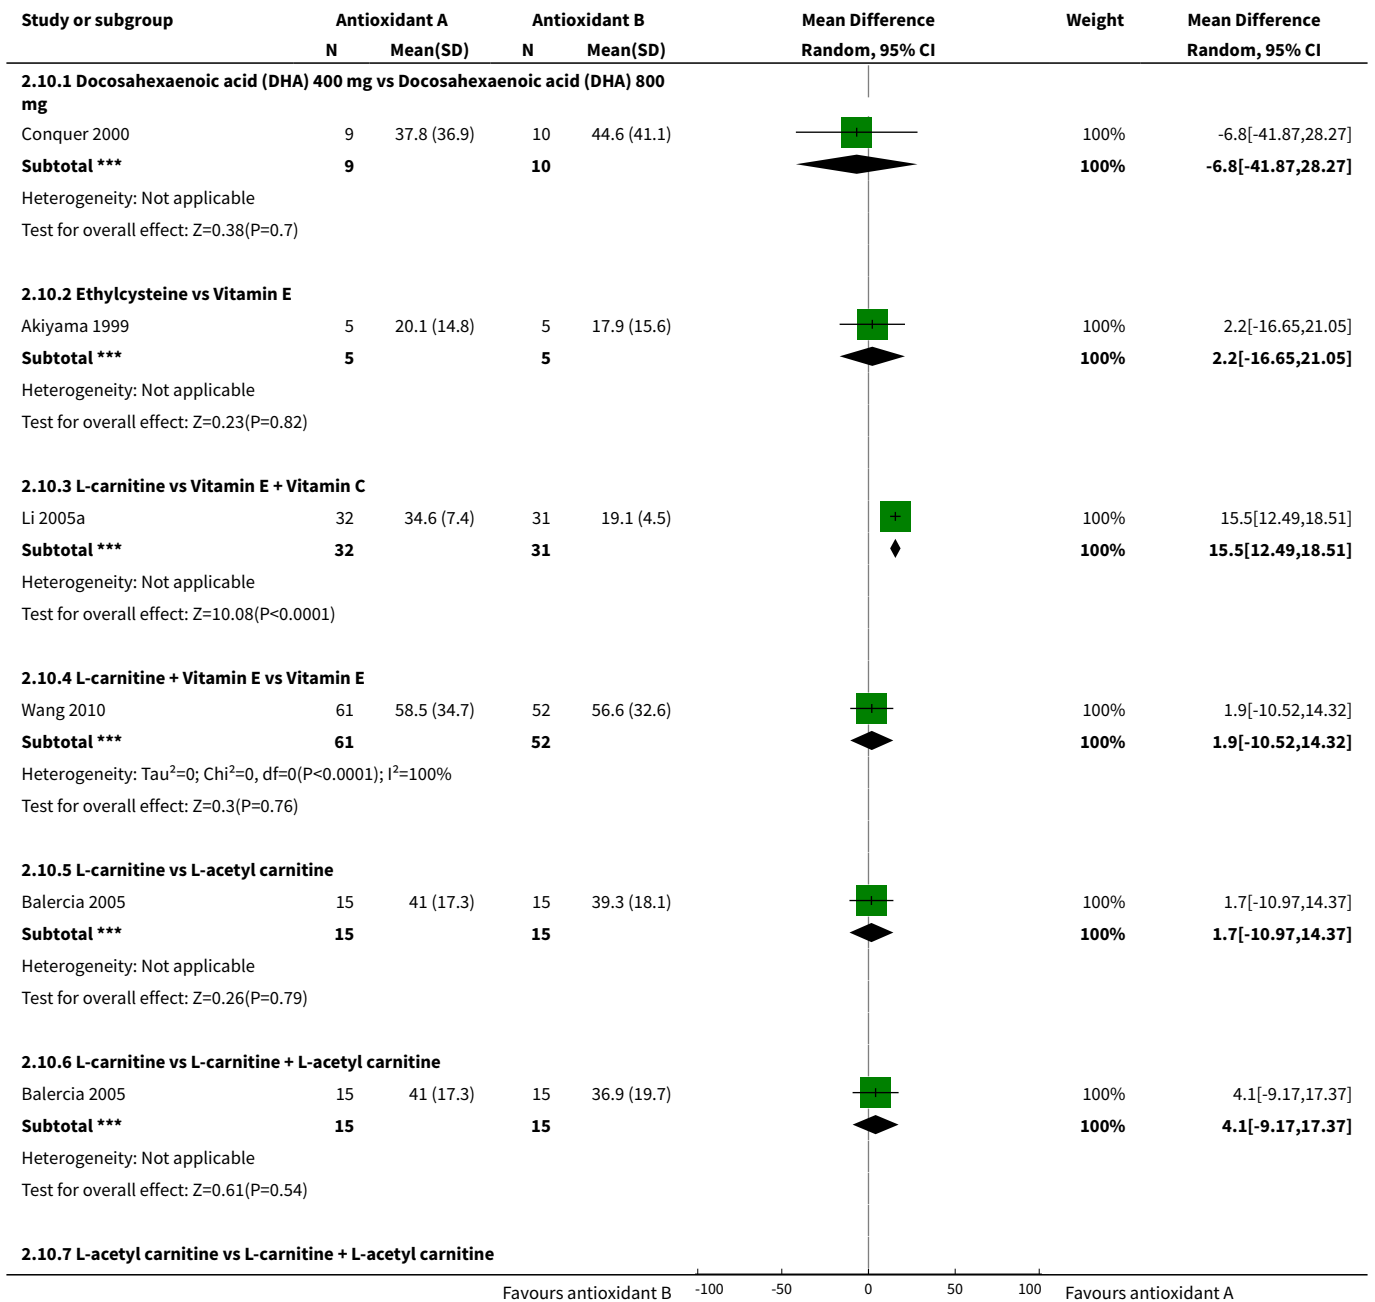 Study or subgroup Antioxidant A Antioxidant B Mean Difference Weight Mean Difference
N Mean(SD) N Mean(SD) Random, 95% CI Random, 95% CI
2.10.1 Docosahexaenoic acid (DHA) 400 mg vs Docosahexaenoic acid (DHA) 800
mg
Conquer 2000 9 37.8 (36.9) 10 44.6 (41.1) 100% -6.8[-41.87,28.27]
Subtotal *** 9 10 100% -6.8[-41.87,28.27]
Heterogeneity: Not applicable
Test for overall effect: Z=0.38(P=0.7)
2.10.2 Ethylcysteine vs Vitamin E
Akiyama 1999 5 20.1 (14.8) 5 17.9 (15.6) 100% 2.2[-16.65,21.05]
Subtotal *** 5 5 100% 2.2[-16.65,21.05]
Heterogeneity: Not applicable
Test for overall effect: Z=0.23(P=0.82)
2.10.3 L-carnitine vs Vitamin E + Vitamin C
Li 2005a 32 34.6 (7.4) 31 19.1 (4.5) 100% 15.5[12.49,18.51]
Subtotal *** 32 31 100% 15.5[12.49,18.51]
Heterogeneity: Not applicable
Test for overall effect: Z=10.08(P<0.0001)
2.10.4 L-carnitine + Vitamin E vs Vitamin E
Wang 2010 61 58.5 (34.7) 52 56.6 (32.6) 100% 1.9[-10.52,14.32]
Subtotal *** 61 52 100% 1.9[-10.52,14.32]
Heterogeneity: Tau²=0; Chi²=0, df=0(P<0.0001); I²=100%
Test for overall effect: Z=0.3(P=0.76)
2.10.5 L-carnitine vs L-acetyl carnitine
Balercia 2005 15 41 (17.3) 15 39.3 (18.1) 100% 1.7[-10.97,14.37]
Subtotal *** 15 15 100% 1.7[-10.97,14.37]
Heterogeneity: Not applicable
Test for overall effect: Z=0.26(P=0.79)
2.10.6 L-carnitine vs L-carnitine + L-acetyl carnitine
Balercia 2005 15 41 (17.3) 15 36.9 (19.7) 100% 4.1[-9.17,17.37]
Subtotal *** 15 15 100% 4.1[-9.17,17.37]
Heterogeneity: Not applicable
Test for overall effect: Z=0.61(P=0.54)
2.10.7 L-acetyl carnitine vs L-carnitine + L-acetyl carnitine
Favours antioxidant B -100 -50 0 50 100 Favours antioxidant A